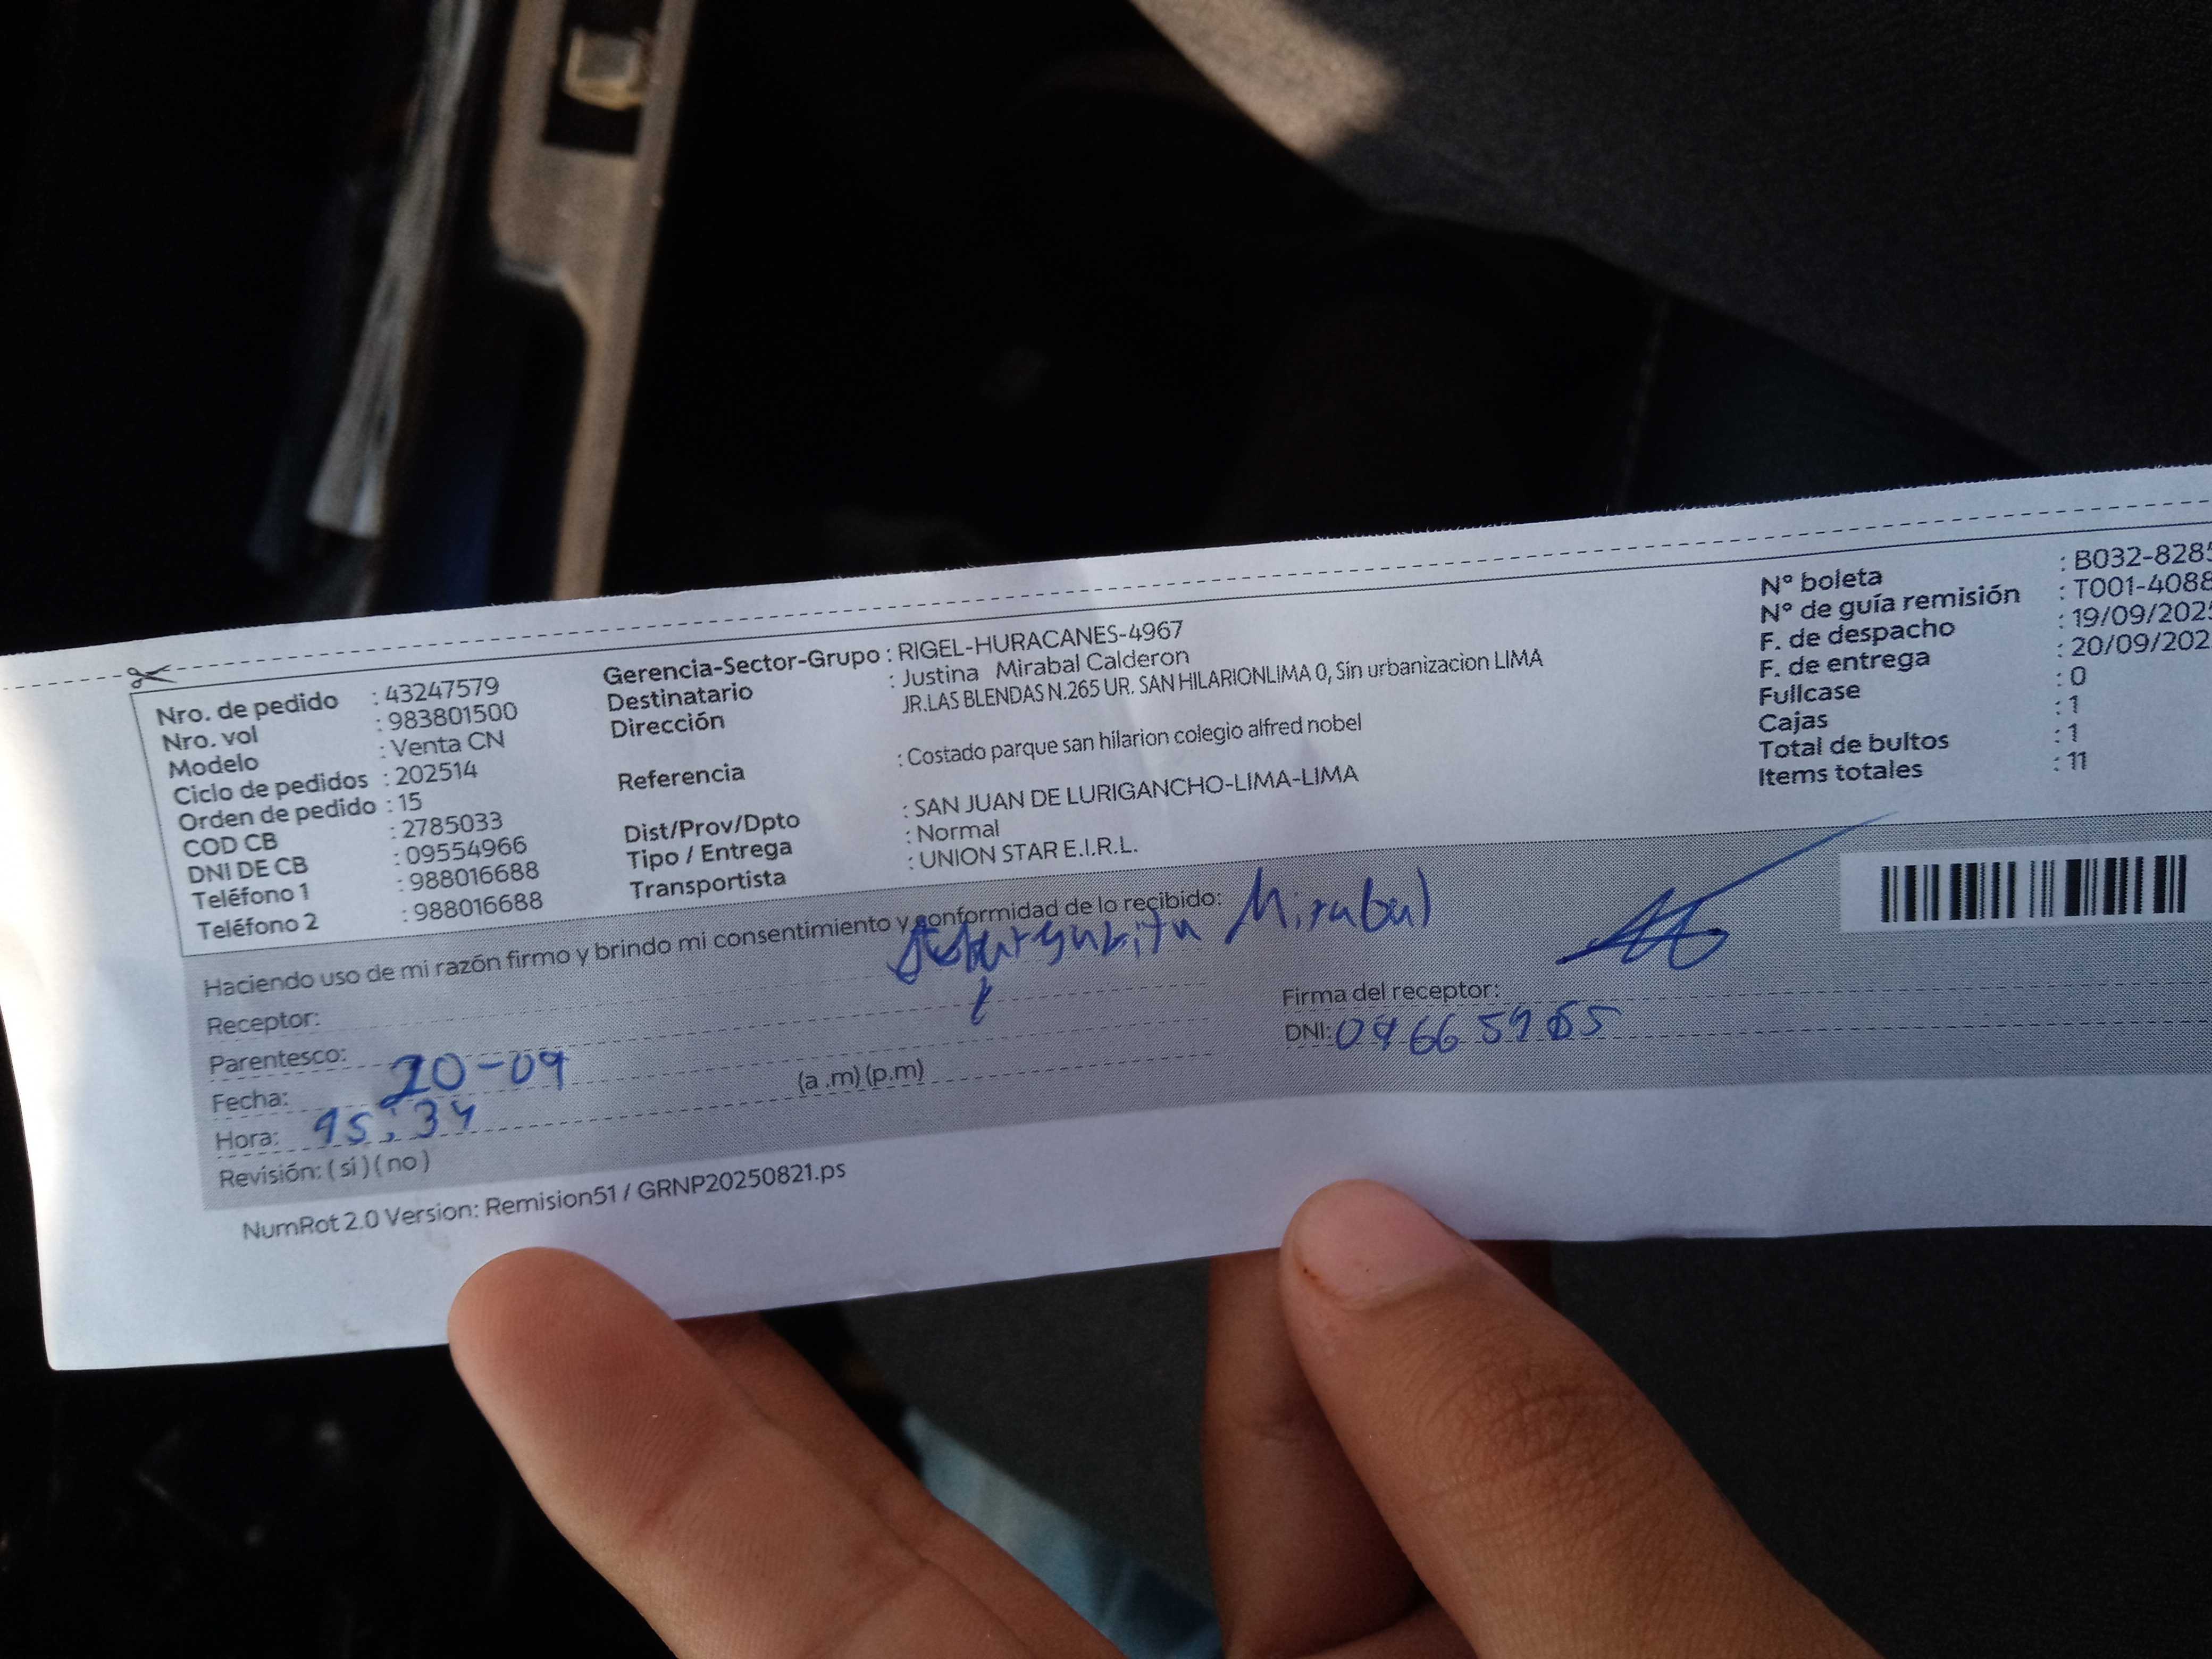 Nro. de pedido : 43247579
Nro. vol : 983801500
Modelo : Venta CN
Ciclo de pedidos : 202514
Orden de pedido : 15
COD CB : 2785033
DNI DE CB : 09554966
Teléfono 1 : 988016688
Teléfono 2 : 988016688
Gerencia-Sector-Grupo : RIGEL-HURACANES-4967
Destinatario : Justina Mirabal Calderon
Dirección JR.LAS BLENDAS N.265 UR. SAN HILARIONLIMA 0, Sin urbanizacion LIMA
Referencia : Costado parque san hilarion colegio alfred nobel
Dist/Prov/Dpto : SAN JUAN DE LURIGANCHO-LIMA-LIMA
Tipo / Entrega : Normal
Transportista : UNION STAR E.I.R.L.
N° boleta : B032-828
N° de guía remisión : T001-4088
F. de despacho : 19/09/202
F. de entrega : 20/09/202
Fullcase : 0
Cajas : 1
Total de bultos : 1
Items totales : 11
Haciendo uso de mi razón firmo y brindo mi consentimiento y conformidad de lo recibido:
Receptor: Mirabal
Parentesco:
Fecha: 20-09
Hora: 15:34 (a .m) (p.m)
Revisión: ( sí ) ( no )
Firma del receptor:
DNI:
NumRot 2.0 Version: Remision51 / GRNP20250821.ps